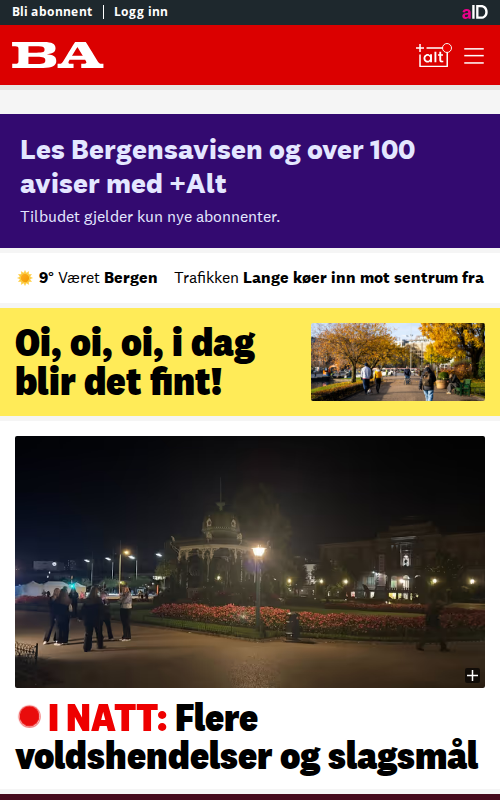 Bli abonnent | Logg inn
aID
BA
+alt
Les Bergensavisen og over 100
aviser med +Alt
Tilbudet gjelder kun nye abonnenter.
9° Været Bergen Trafikken Lange køer inn mot sentrum fra
Oi, oi, oi, i dag
blir det fint!
I NATT: Flere
voldshendelser og slagsmål